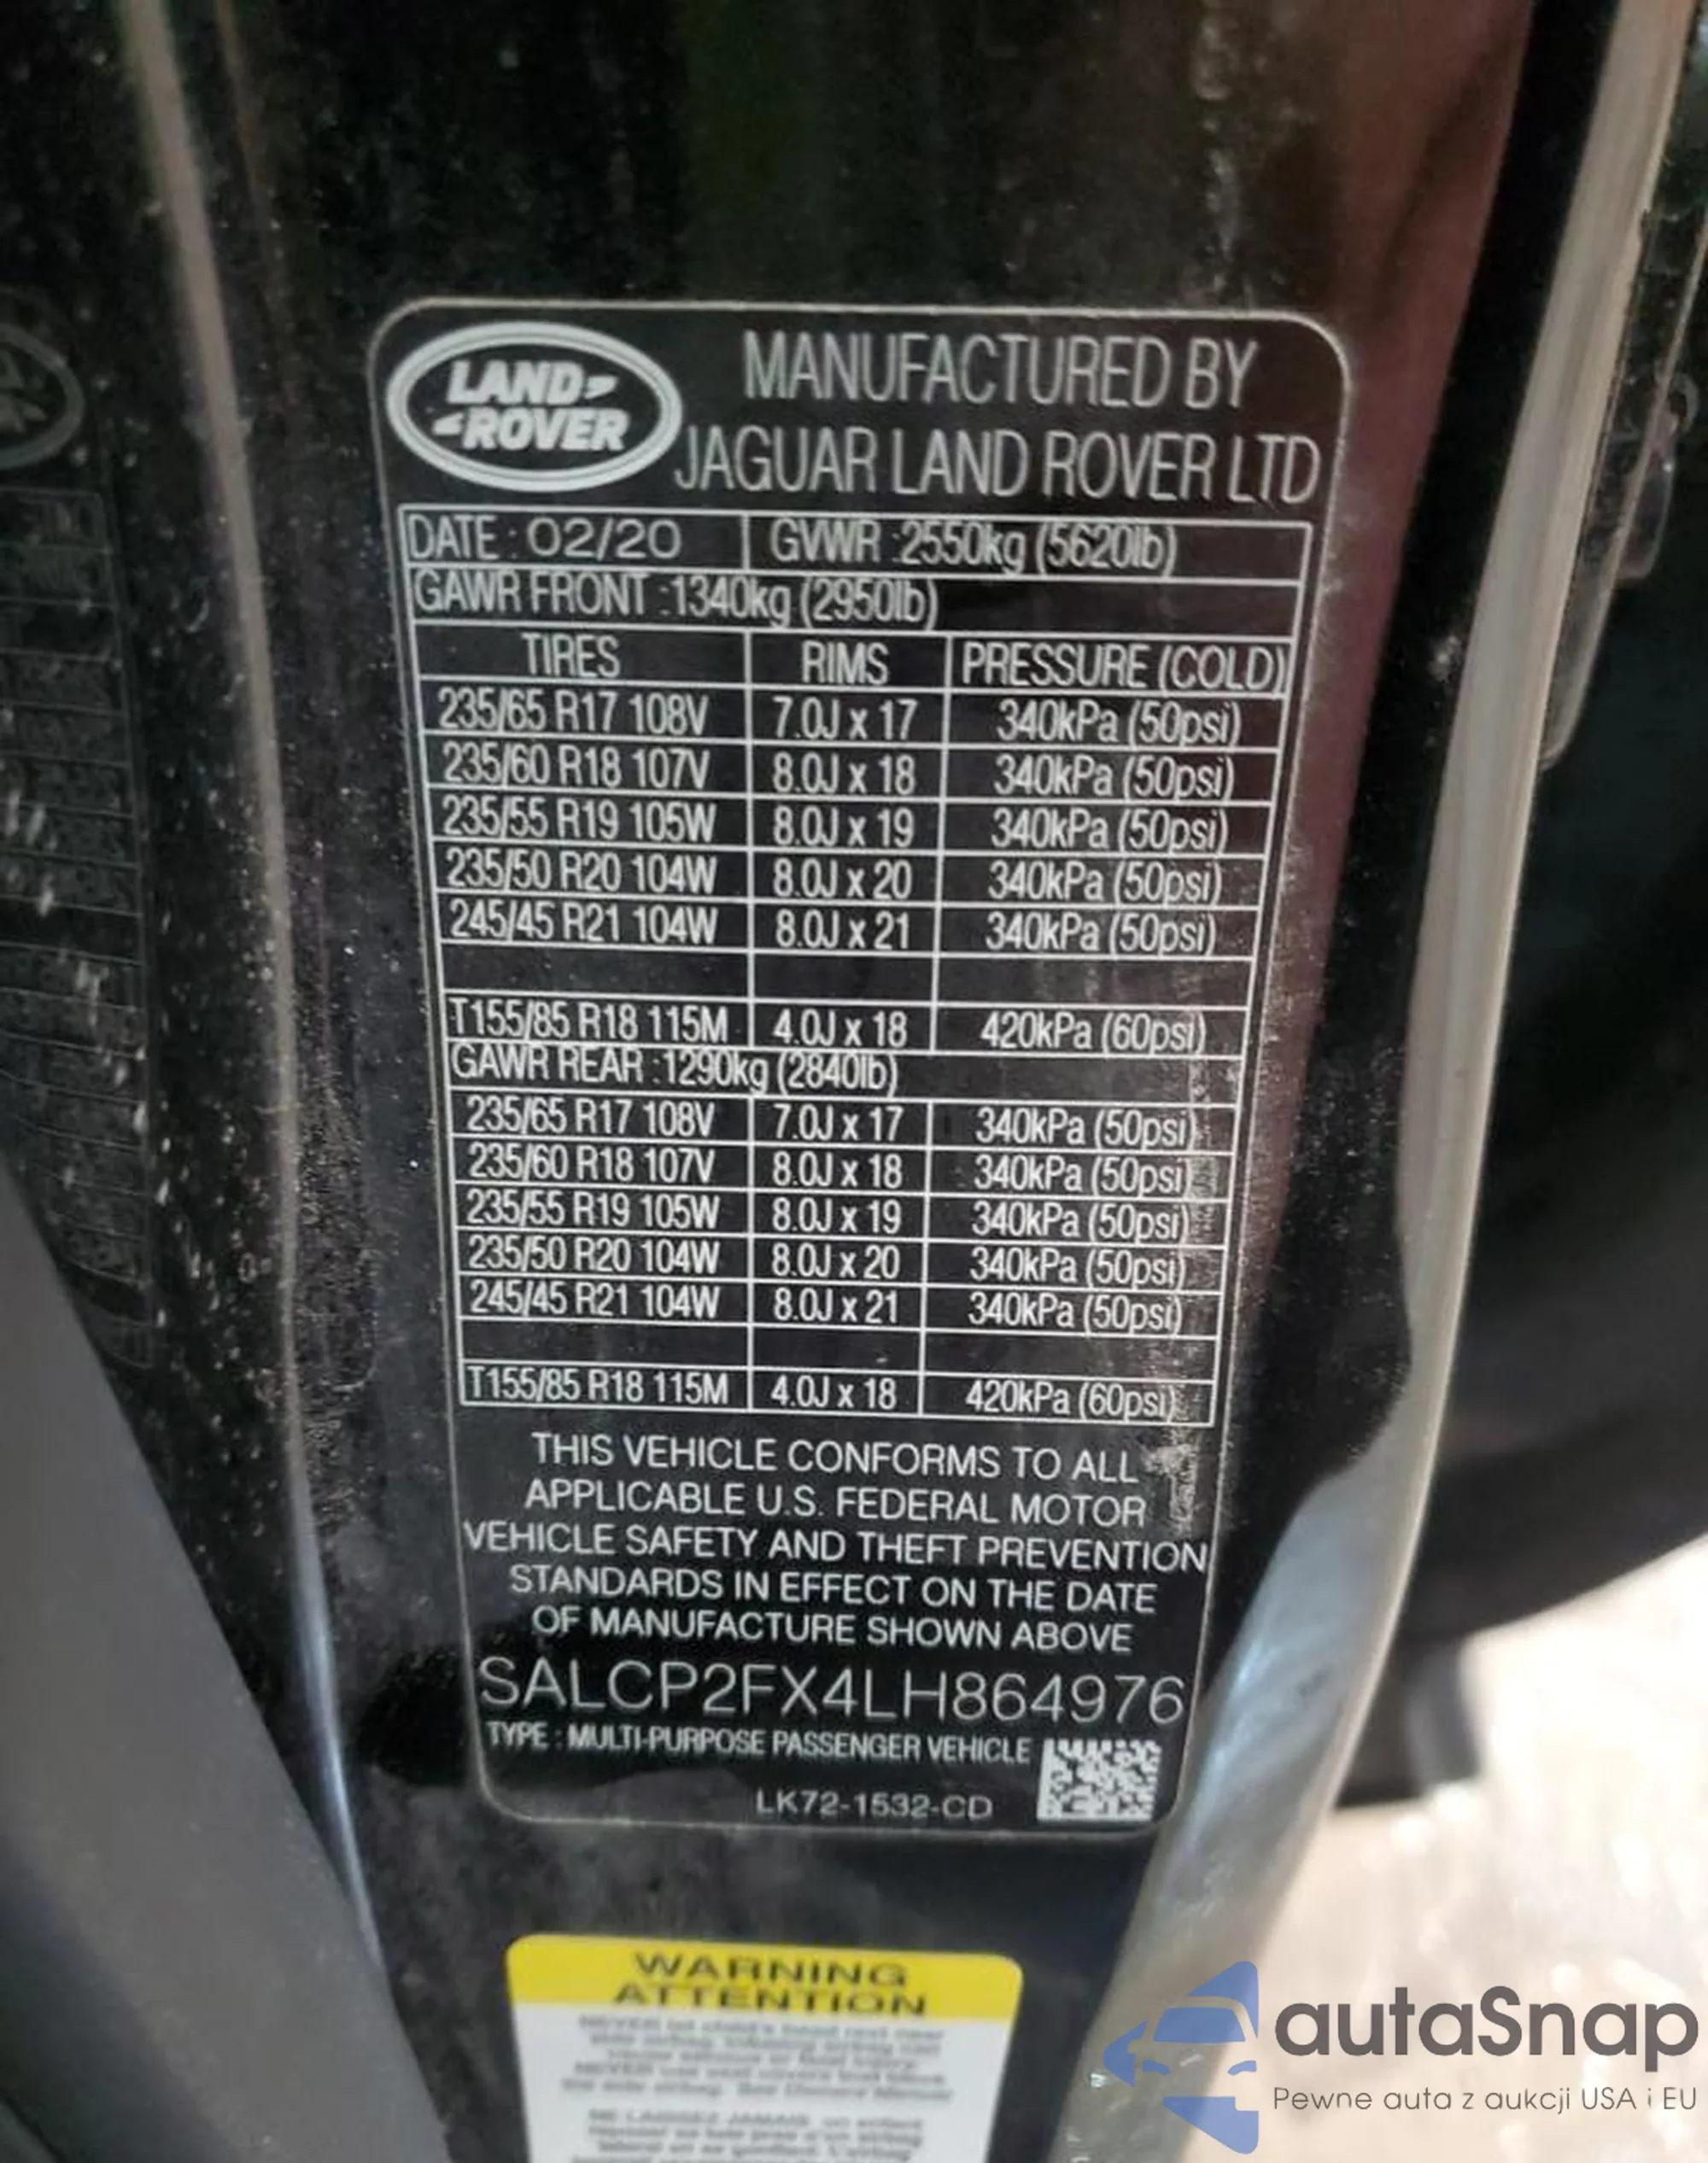 LAND ROVER
MANUFACTURED BY
JAGUAR LAND ROVER LTD
DATE : 02/20 GVWR :2550kg (5620lb)
GAWR FRONT :1340kg (2950lb)
TIRES RIMS PRESSURE (COLD)
235/65 R17 108V 7.0J x 17 340kPa (50psi)
235/60 R18 107V 8.0J x 18 340kPa (50psi)
235/55 R19 105W 8.0J x 19 340kPa (50psi)
235/50 R20 104W 8.0J x 20 340kPa (50psi)
245/45 R21 104W 8.0J x 21 340kPa (50psi)
T155/85 R18 115M 4.0J x 18 420kPa (60psi)
GAWR REAR :1290kg (2840lb)
235/65 R17 108V 7.0J x 17 340kPa (50psi)
235/60 R18 107V 8.0J x 18 340kPa (50psi)
235/55 R19 105W 8.0J x 19 340kPa (50psi)
235/50 R20 104W 8.0J x 20 340kPa (50psi)
245/45 R21 104W 8.0J x 21 340kPa (50psi)
T155/85 R18 115M 4.0J x 18 420kPa (60psi)
THIS VEHICLE CONFORMS TO ALL
APPLICABLE U.S. FEDERAL MOTOR
VEHICLE SAFETY AND THEFT PREVENTION
STANDARDS IN EFFECT ON THE DATE
OF MANUFACTURE SHOWN ABOVE
SALCP2FX4LH864976
TYPE : MULTI-PURPOSE PASSENGER VEHICLE
LK72-1532-CD
WARNING
ATTENTION
autaSnap
Pewne auta z aukcji USA i EU